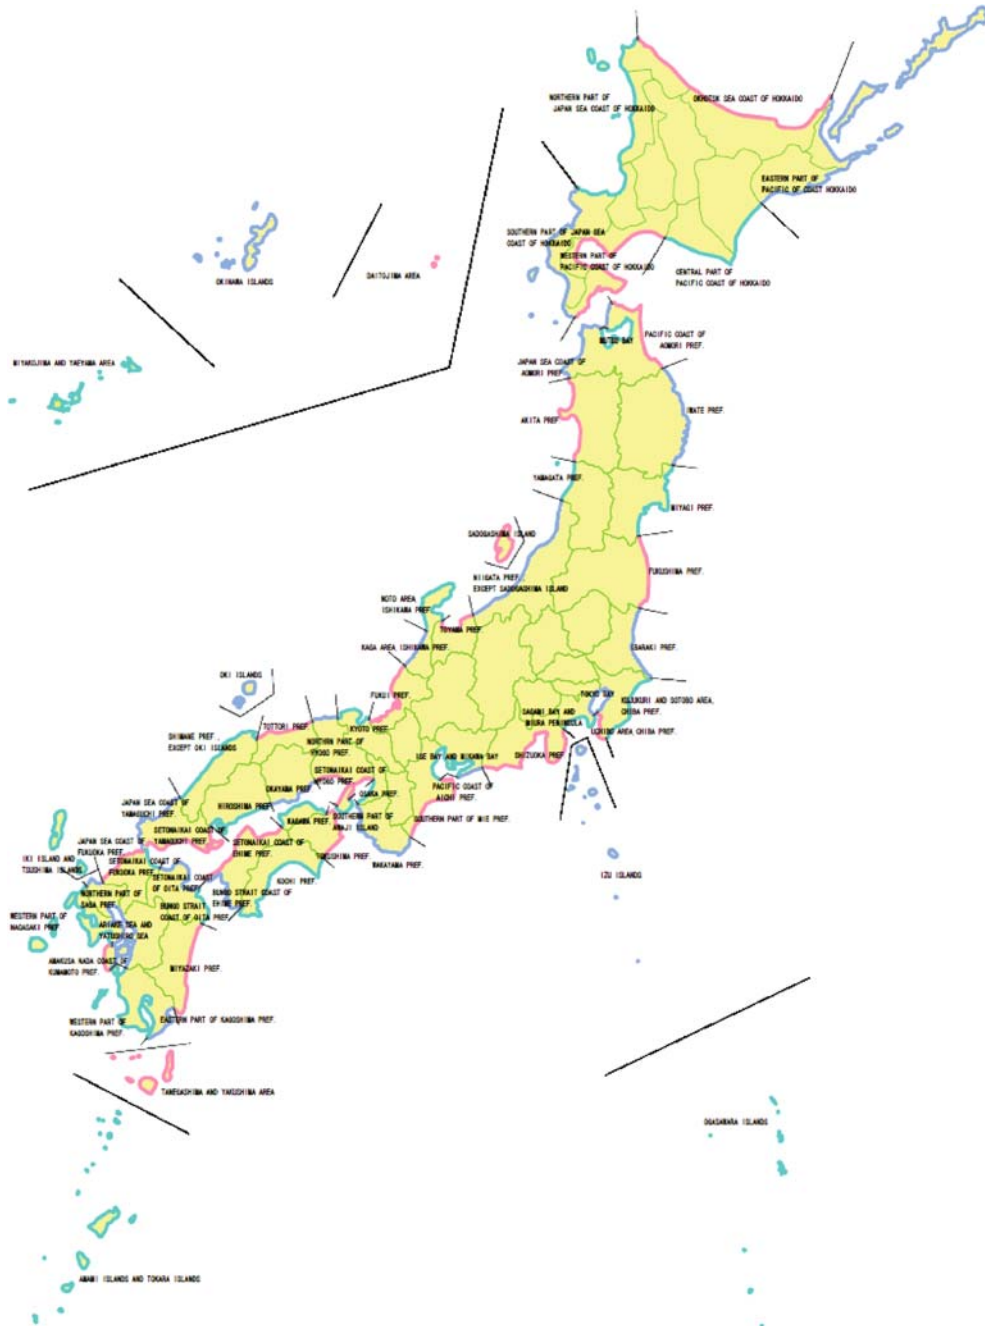 NORTHERN PART OF
JAPAN SEA COAST OF HOKKAIDO
OKHOTSK SEA COAST OF HOKKAIDO
EASTERN PART OF
PACIFIC OF COAST HOKKAIDO
SOUTHERN PART OF JAPAN SEA
COAST OF HOKKAIDO
WESTERN PART OF
PACIFIC COAST OF HOKKAIDO
CENTRAL PART OF
PACIFIC COAST OF HOKKAIDO
OKINAWA ISLANDS
DAITOJIMA AREA
MIYAKOJIMA AND YAEYAMA AREA
MUTSU BAY
PACIFIC COAST OF
AOMORI PREF.
JAPAN SEA COAST OF
AOMORI PREF.
AKITA PREF.
IWATE PREF.
YAMAGATA PREF.
MIYAGI PREF.
SADOGASHIMA ISLAND
FUKUSHIMA PREF.
NIIGATA PREF.,
EXCEPT SADOGASHIMA ISLAND
NOTO AREA
ISHIKAWA PREF.
TOYAMA PREF.
KAGA AREA, ISHIKAWA PREF.
IBARAKI PREF.
OKI ISLANDS
FUKUI PREF.
TOKYO BAY
KUJUKURI AND SOTOBO AREA,
CHIBA PREF.
SAGAMI BAY AND
MIURA PENINSULA
UCHIBO AREA, CHIBA PREF.
SHIMANE PREF.,
EXCEPT OKI ISLANDS
TOTTORI PREF.
KYOTO PREF.
NORTHRN PART OF
HYOGO PREF.
ISE BAY AND MIKAWA BAY
SHIZUOKA PREF.
SETONAIKAI COAST OF
HYOGO PREF.
OKAYAMA PREF.
OSAKA PREF.
PACIFIC COAST OF
AICHI PREF.
JAPAN SEA COAST OF
YAMAGUCHI PREF.
HIROSHIMA PREF.
KAGAWA PREF.
SOUTHERN PART OF
AWAJI ISLAND
SOUTHERN PART OF MIE PREF.
SETONAIKAI COAST OF
YAMAGUCHI PREF.
SETONAIKAI COAST OF
EHIME PREF.
JAPAN SEA COAST OF
FUKUOKA PREF.
TOKUSHIMA PREF.
WAKAYAMA PREF.
IKI ISLAND AND
TSUSHIMA ISLANDS
SETONAIKAI COAST OF
FUKUOKA PREF.
SETONAIKAI COAST
OF OITA PREF.
KOCHI PREF.
IZU ISLANDS
NORTHERN PART OF
SAGA PREF.
BUNGO STRAIT COAST OF
EHIME PREF.
BUNGO STRAIT
COAST OF OITA PREF.
WESTERN PART OF
NAGASAKI PREF.
ARIAKE SEA AND
YATSUSHIRO SEA
AMAKUSA NADA COAST OF
KUMAMOTO PREF.
MIYAZAKI PREF.
WESTERN PART OF
KAGOSHIMA PREF.
EASTERN PART OF KAGOSHIMA PREF.
TANEGASHIMA AND YAKUSHIMA AREA
OGASAWARA ISLANDS
AMAMI ISLANDS AND TOKARA ISLANDS